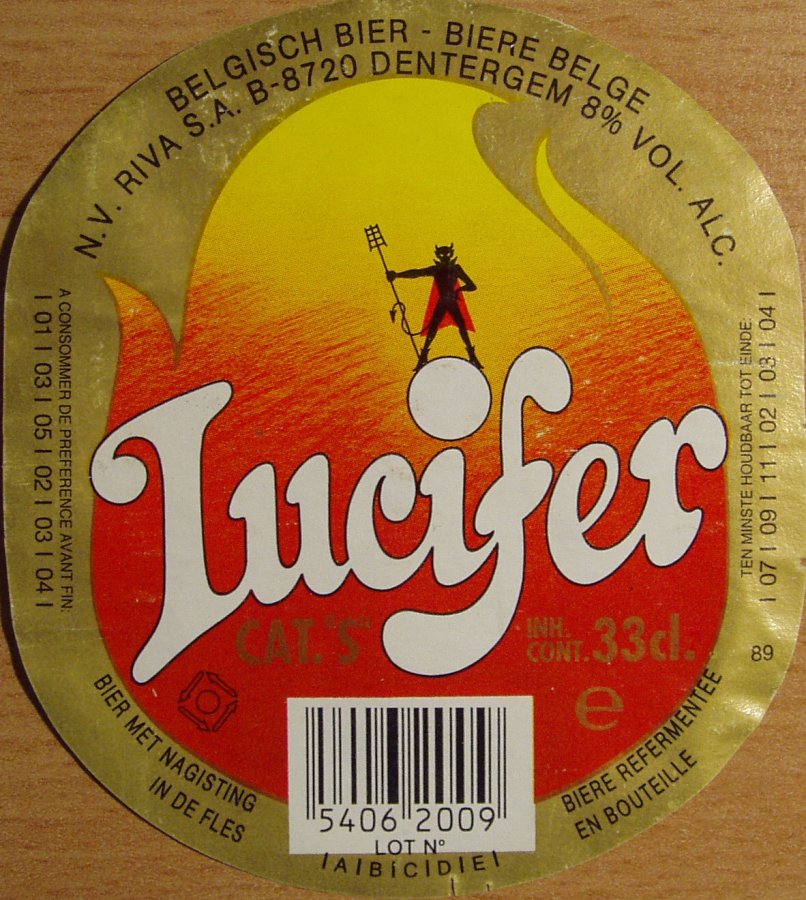 BELGISCH BIER - BIERE BELGE
N.V. RIVA S.A. B-8720 DENTERGEM 8% VOL. ALC.
A CONSOMMER DE PREFERENCE AVANT FIN:
I 01 I 03 I 05 I 02 I 03 I 04 I
TEN MINSTE HOUDBAAR TOT EINDE:
I 07 I 09 I 11 I 02 I 03 I 04 I
Lucifer
CAT. "S"
INH.
CONT. 33cl.
89
e
BIER MET NAGISTING
IN DE FLES
BIERE REFERMENTEE
EN BOUTEILLE
5406 2009
LOT N°
I A I B I C I D I E I